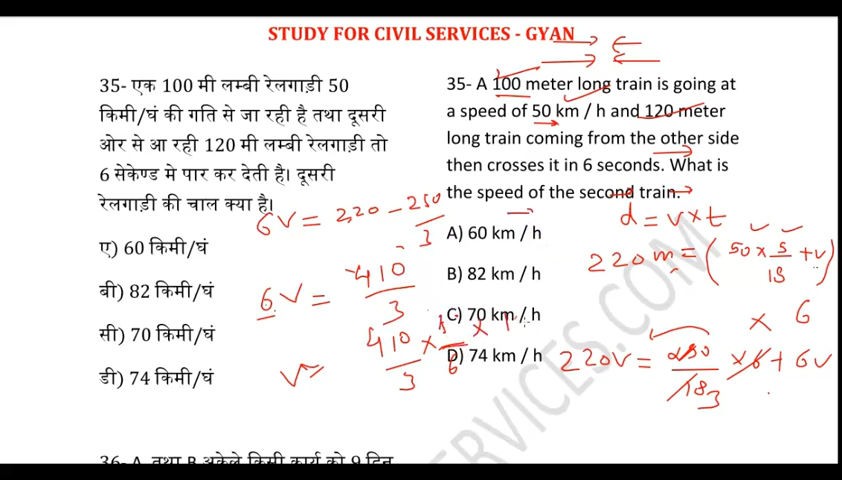 STUDY FOR CIVIL SERVICES - GYAN
35- एक 100 मी लम्बी रेलगाड़ी 50
किमी/घं की गति से जा रही है तथा दूसरी
ओर से आ रही 120 मी लम्बी रेलगाड़ी तो
6 सेकेण्ड मे पार कर देती है। दूसरी
रेलगाड़ी की चाल क्या है।
ए) 60 किमी/घं
बी) 82 किमी/घं
सी) 70 किमी/घं
डी) 74 किमी/घं
35- A 100 meter long train is going at
a speed of 50 km / h and 120 meter
long train coming from the other side
then crosses it in 6 seconds. What is
the speed of the second train.
A) 60 km / h
B) 82 km / h
C) 70 km / h
D) 74 km / h
d = v x t
220 m = ( 50 x 5/18 + v )
x 6
220V = 250/18 3 x 6 + 6v
6V = 220 - 250/3
6V = 410/3
V = 410/3 x 1/6 x
SERVICES.COM
36- A तथा B अकेले किसी कार्य को 9 दिन